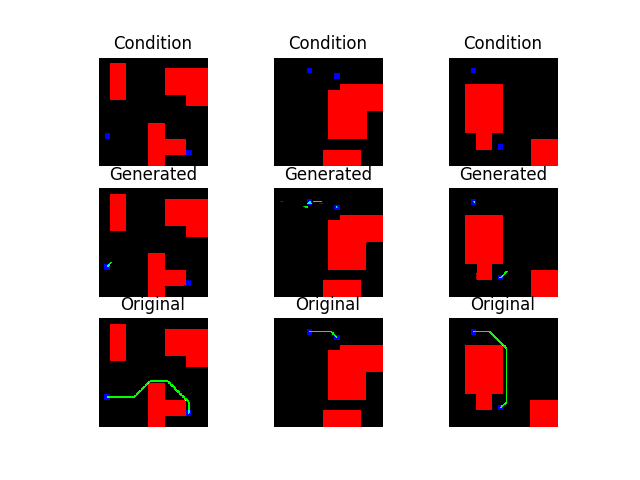 Condition Condition Condition
Generated Generated Generated
Original Original Original